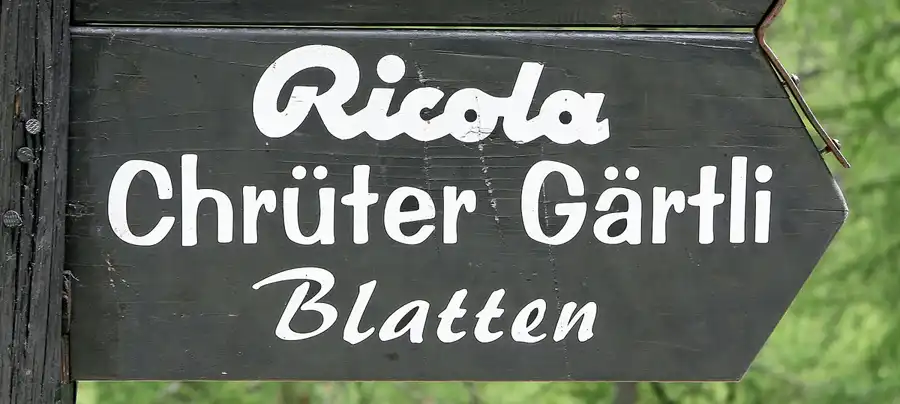 Ricola
Chrüter Gärtli
Blatten